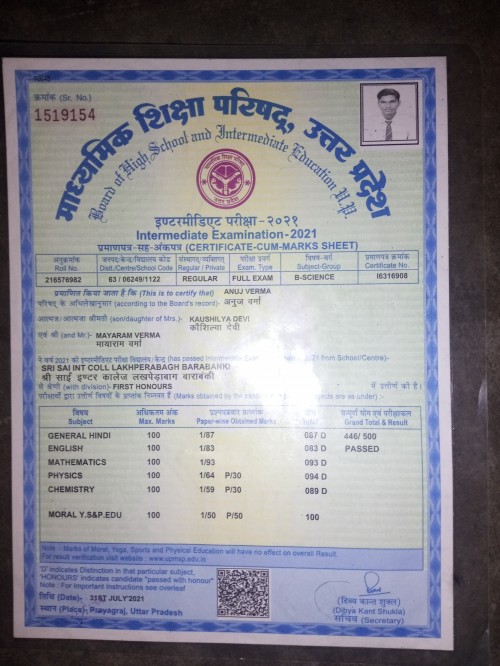 क्रमांक (Sr. No.)
1519154
माध्यमिक शिक्षा परिषद्, उत्तर प्रदेश
Board of High School and Intermediate Education U.P.
इण्टरमीडिएट परीक्षा-२०२१
Intermediate Examination-2021
प्रमाणपत्र-सह-अंकपत्र (CERTIFICATE-CUM-MARKS SHEET)
अनुक्रमांक जनपद-केन्द्र/विद्यालय कोड संस्थागत/व्यक्तिगत परीक्षा प्रवर्ग विषय-वर्ग प्रमाणपत्र क्रमांक
Roll No. Distt./Centre/School Code Regular / Private Exam. Type Subject-Group Certificate No.
216576982 63 / 06249/1122 REGULAR FULL EXAM B-SCIENCE I6316908
प्रमाणित किया जाता है कि (This is to certify that) ANUJ VERMA
परिषद् के अभिलेखानुसार (according to the Board's record)- अनुज वर्मा
आत्मज/आत्मजा श्रीमती (son/daughter of Mrs.)- KAUSHILYA DEVI
कौशिल्या देवी
एवं श्री (and Mr.)- MAYARAM VERMA
मायाराम वर्मा
ने वर्ष 2021 की इण्टरमीडिएट परीक्षा विद्यालय/ केन्द्र (has passed Intermediate 2021 from School/Centre)-
SRI SAI INT COLL LAKHPERABAGH BARABANKI
श्री साई इण्टर कालेज लखपेड़ाबाग बाराबंकी
से श्रेणी (with division)- FIRST HONOURS में उत्तीर्ण की है।
परीक्षार्थी द्वारा उत्तीर्ण विषयों के प्राप्तांक निम्नवत् हैं (Marks obtained by the are as under) :-
विषय अधिकतम अंक प्रश्नपत्रवार प्राप्तांक सम्पूर्ण योग एवं परीक्षाफल
Subject Max. Marks Paper-wise Obtained Marks Grand Total & Result
GENERAL HINDI 100 1/87 087 D 446/ 500
ENGLISH 100 1/83 083 D PASSED
MATHEMATICS 100 1/93 093 D
PHYSICS 100 1/64 P/30 094 D
CHEMISTRY 100 1/59 P/30 089 D
MORAL Y.S&P.EDU 100 1/50 P/50 100
Note :- Marks of Moral, Yoga, Sports and Physical Education will have no effect on overall Result.
For result verification visit website : www.upmsp.edu.in
'D' indicates Distinction in that particular subject,
'HONOURS' indicates candidate "passed with honour"
Note : For Important Instructions see overleaf
तिथि (Date)- 31ST JULY'2021
स्थान (Place)- Prayagraj, Uttar Pradesh
(दिव्य कान्त शुक्ल)
(Dibya Kant Shukla)
सचिव (Secretary)